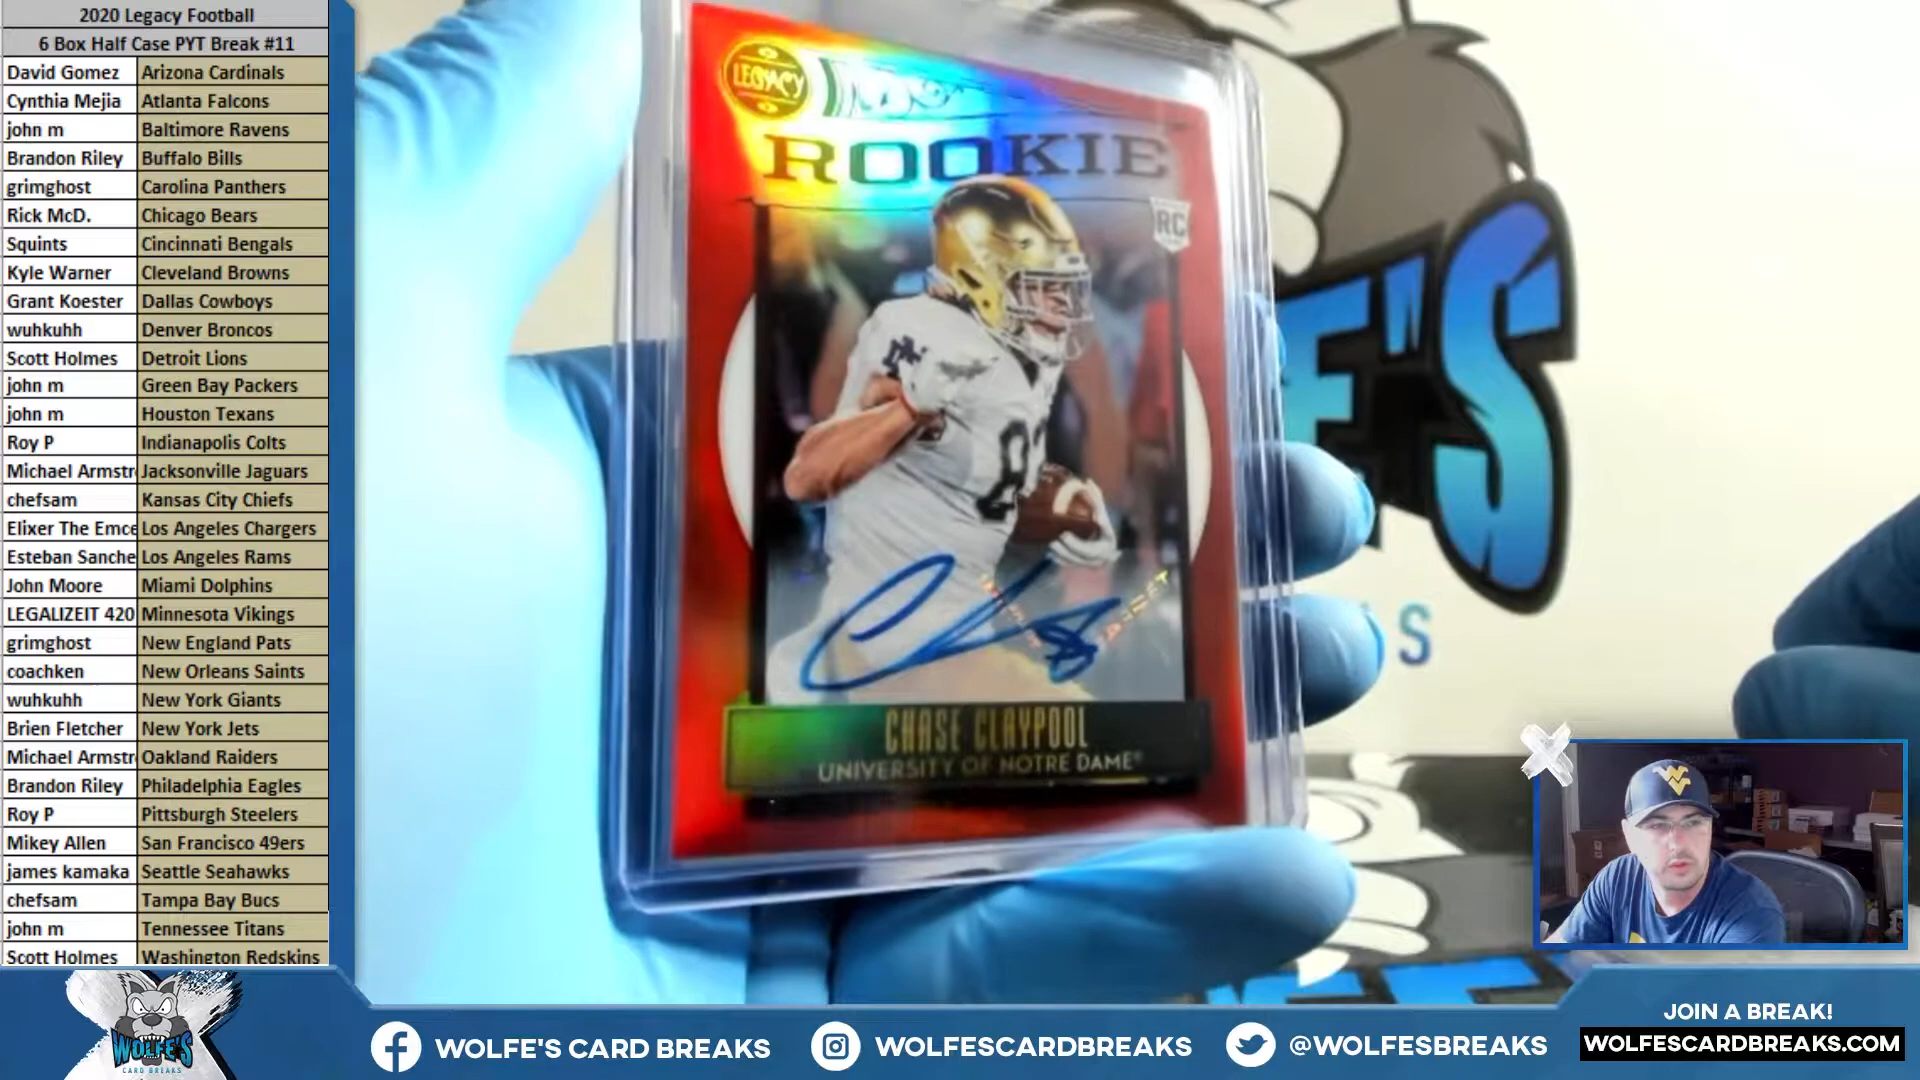 2020 Legacy Football
6 Box Half Case PYT Break #11
David Gomez Arizona Cardinals
Cynthia Mejia Atlanta Falcons
john m Baltimore Ravens
Brandon Riley Buffalo Bills
grimghost Carolina Panthers
Rick McD. Chicago Bears
Squints Cincinnati Bengals
Kyle Warner Cleveland Browns
Grant Koester Dallas Cowboys
wuhkuhh Denver Broncos
Scott Holmes Detroit Lions
john m Green Bay Packers
john m Houston Texans
Roy P Indianapolis Colts
Michael Armstr Jacksonville Jaguars
chefsam Kansas City Chiefs
Elixer The Emce Los Angeles Chargers
Esteban Sanche Los Angeles Rams
John Moore Miami Dolphins
LEGALIZEIT 420 Minnesota Vikings
grimghost New England Pats
coachken New Orleans Saints
wuhkuhh New York Giants
Brien Fletcher New York Jets
Michael Armstr Oakland Raiders
Brandon Riley Philadelphia Eagles
Roy P Pittsburgh Steelers
Mikey Allen San Francisco 49ers
james kamaka Seattle Seahawks
chefsam Tampa Bay Bucs
john m Tennessee Titans
Scott Holmes Washington Redskins
LEGACY
ROOKIE
RC
CHASE CLAYPOOL
UNIVERSITY OF NOTRE DAME
E'S
S
WOLFE'S
CARD BREAKS
WOLFE'S CARD BREAKS
WOLFESCARDBREAKS
@WOLFESBREAKS
JOIN A BREAK!
WOLFESCARDBREAKS.COM